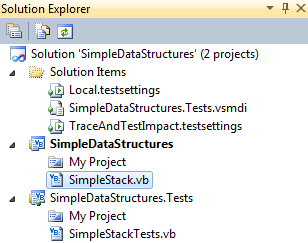 Solution Explorer
Solution 'SimpleDataStructures' (2 projects)
Solution Items
Local.testsettings
SimpleDataStructures.Tests.vsmdi
TraceAndTestImpact.testsettings
SimpleDataStructures
My Project
SimpleStack.vb
SimpleDataStructures.Tests
My Project
SimpleStackTests.vb